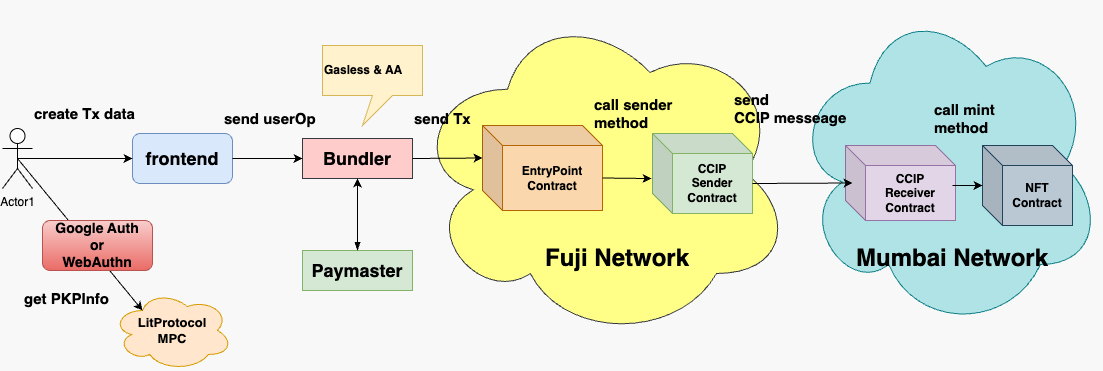 Gasless & AA
create Tx data
send userOp
send Tx
call sender
method
send
CCIP messeage
call mint
method
Actor1
frontend
Bundler
EntryPoint
Contract
CCIP
Sender
Contract
CCIP
Receiver
Contract
NFT
Contract
Google Auth
or
WebAuthn
Paymaster
Fuji Network
Mumbai Network
get PKPInfo
LitProtocol
MPC